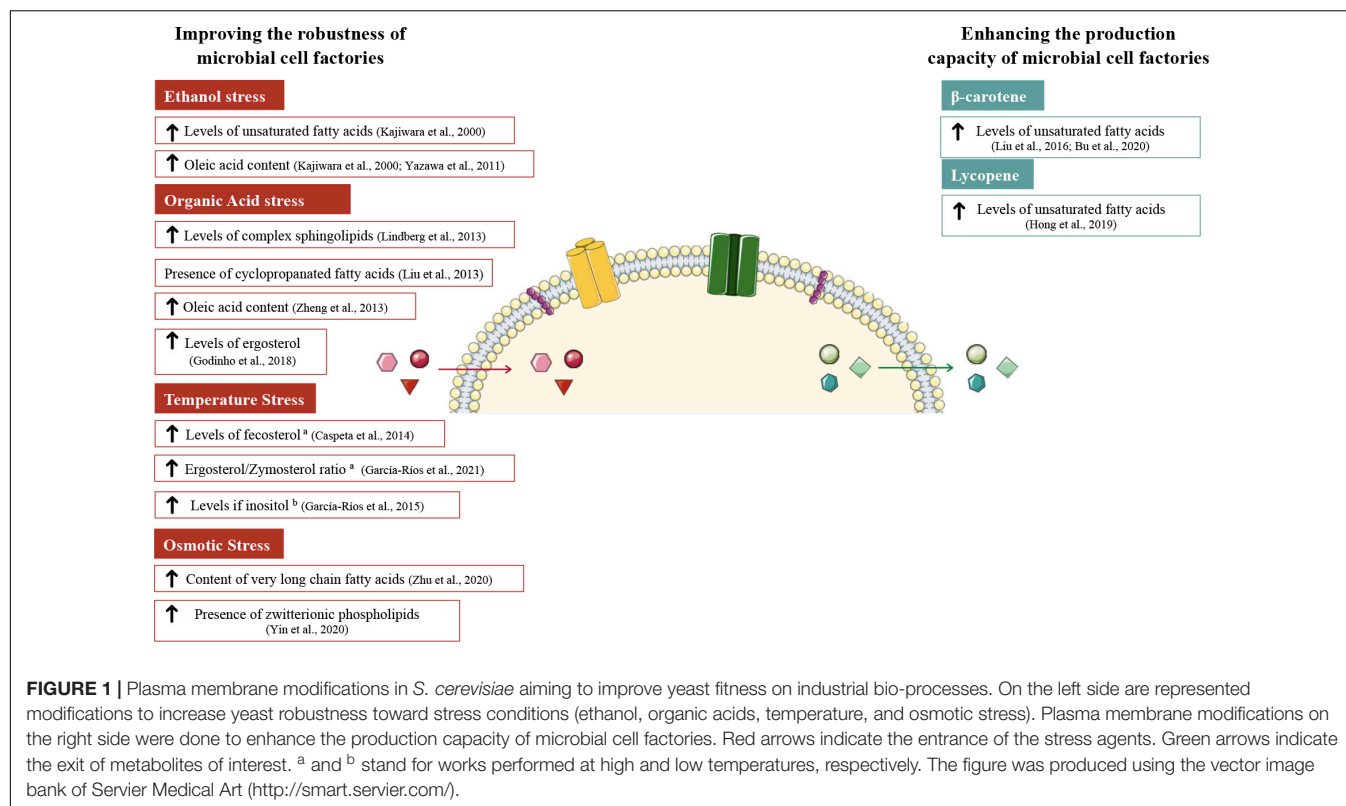 Improving the robustness of
microbial cell factories
Ethanol stress
↑ Levels of unsaturated fatty acids (Kajiwara et al., 2000)
↑ Oleic acid content (Kajiwara et al., 2000; Yazawa et al., 2011)
Organic Acid stress
↑ Levels of complex sphingolipids (Lindberg et al., 2013)
Presence of cyclopropanated fatty acids (Liu et al., 2013)
↑ Oleic acid content (Zheng et al., 2013)
↑ Levels of ergosterol
(Godinho et al., 2018)
Temperature Stress
↑ Levels of fecosterol ᵃ (Caspeta et al., 2014)
↑ Ergosterol/Zymosterol ratio ᵃ (García-Ríos et al., 2021)
↑ Levels if inositol ᵇ (García-Ríos et al., 2015)
Osmotic Stress
↑ Content of very long chain fatty acids (Zhu et al., 2020)
↑ Presence of zwitterionic phospholipids
(Yin et al., 2020)
Enhancing the production
capacity of microbial cell factories
β-carotene
↑ Levels of unsaturated fatty acids
(Liu et al., 2016; Bu et al., 2020)
Lycopene
↑ Levels of unsaturated fatty acids
(Hong et al., 2019)
FIGURE 1 | Plasma membrane modifications in S. cerevisiae aiming to improve yeast fitness on industrial bio-processes. On the left side are represented
modifications to increase yeast robustness toward stress conditions (ethanol, organic acids, temperature, and osmotic stress). Plasma membrane modifications on
the right side were done to enhance the production capacity of microbial cell factories. Red arrows indicate the entrance of the stress agents. Green arrows indicate
the exit of metabolites of interest. ᵃ and ᵇ stand for works performed at high and low temperatures, respectively. The figure was produced using the vector image
bank of Servier Medical Art (http://smart.servier.com/).